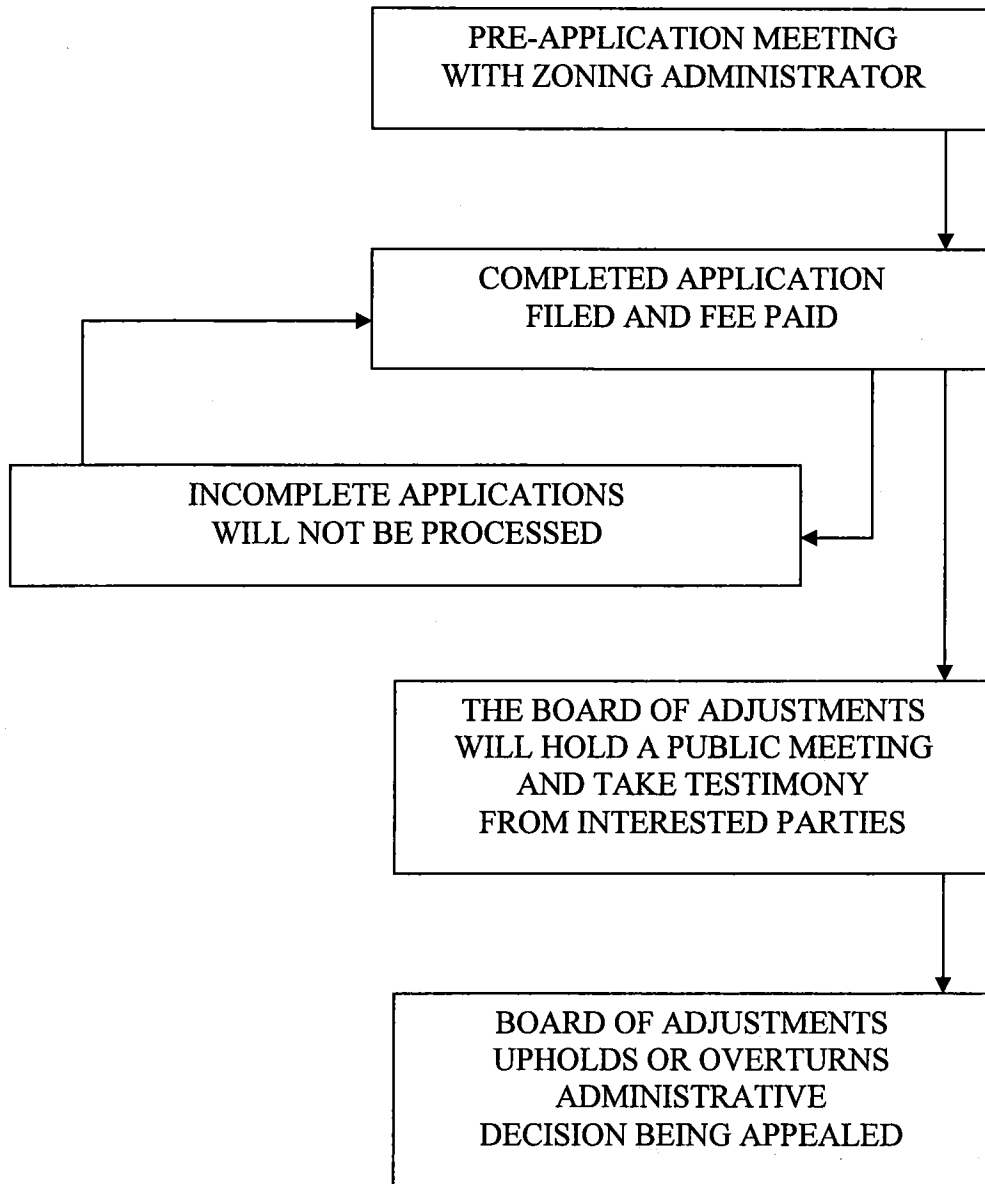 PRE-APPLICATION MEETING
WITH ZONING ADMINISTRATOR
COMPLETED APPLICATION
FILED AND FEE PAID
INCOMPLETE APPLICATIONS
WILL NOT BE PROCESSED
THE BOARD OF ADJUSTMENTS
WILL HOLD A PUBLIC MEETING
AND TAKE TESTIMONY
FROM INTERESTED PARTIES
BOARD OF ADJUSTMENTS
UPHOLDS OR OVERTURNS
ADMINISTRATIVE
DECISION BEING APPEALED